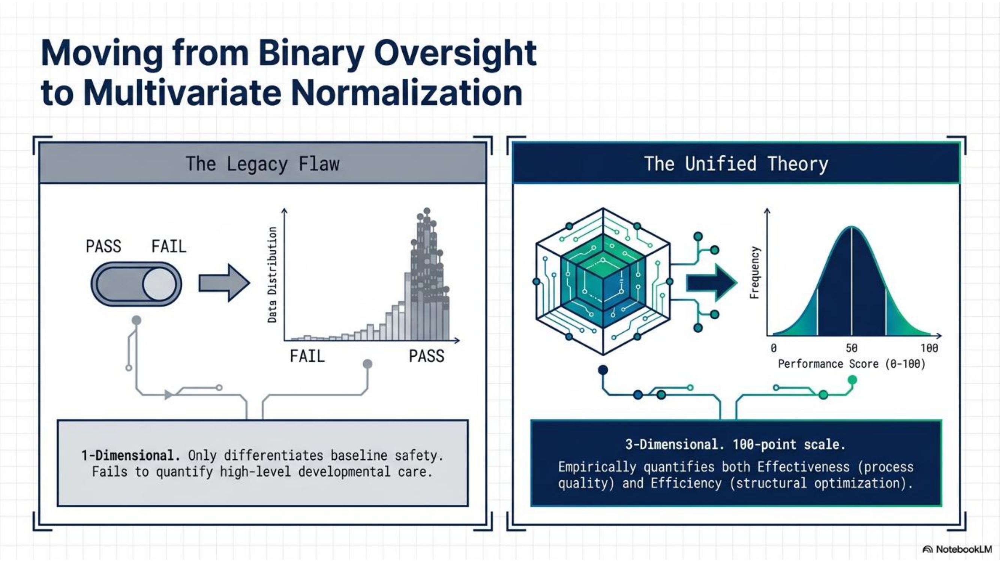 Moving from Binary Oversight
to Multivariate Normalization
The Legacy Flaw
PASS FAIL
Data Distribution
FAIL PASS
1-Dimensional. Only differentiates baseline safety.
Fails to quantify high-level developmental care.
The Unified Theory
Frequency
0 50 100
Performance Score (0-100)
3-Dimensional. 100-point scale.
Empirically quantifies both Effectiveness (process
quality) and Efficiency (structural optimization).
NotebookLM